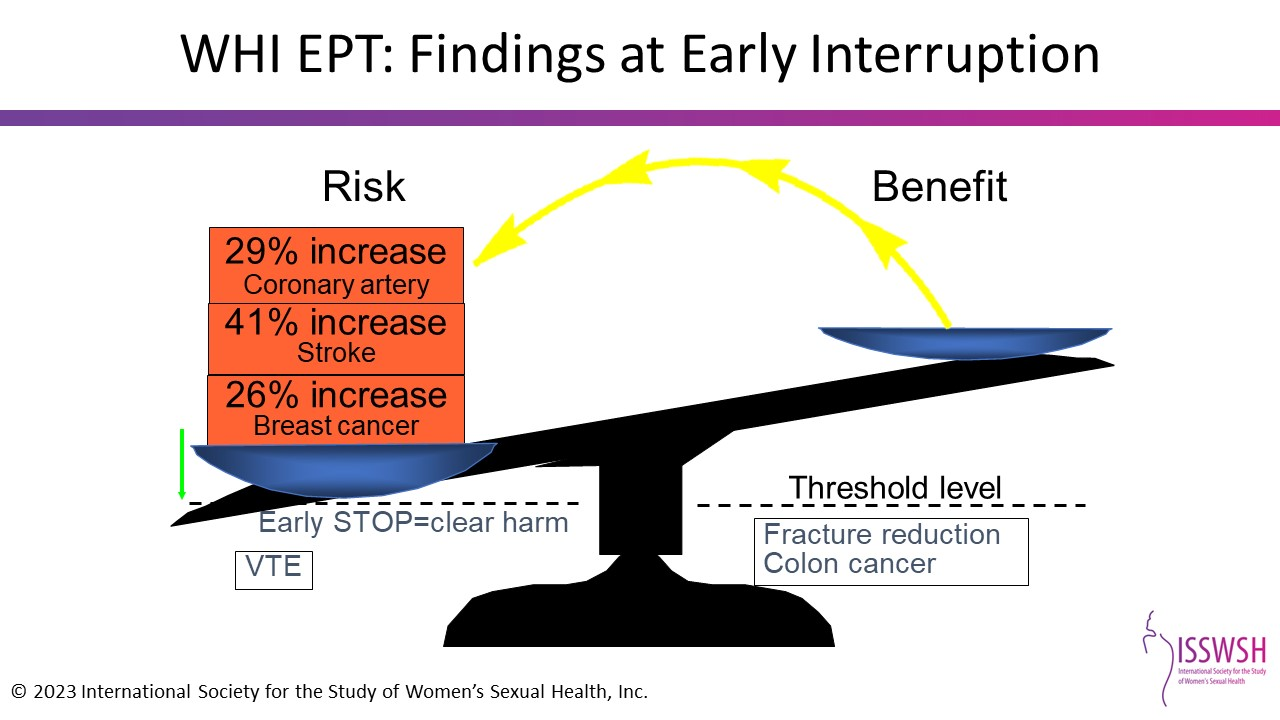 WHI EPT: Findings at Early Interruption
Risk
Benefit
29% increase
Coronary artery
41% increase
Stroke
26% increase
Breast cancer
Threshold level
Early STOP=clear harm
Fracture reduction
Colon cancer
VTE
ISSWSH
International Society for the Study
of Women's Sexual Health
© 2023 International Society for the Study of Women’s Sexual Health, Inc.